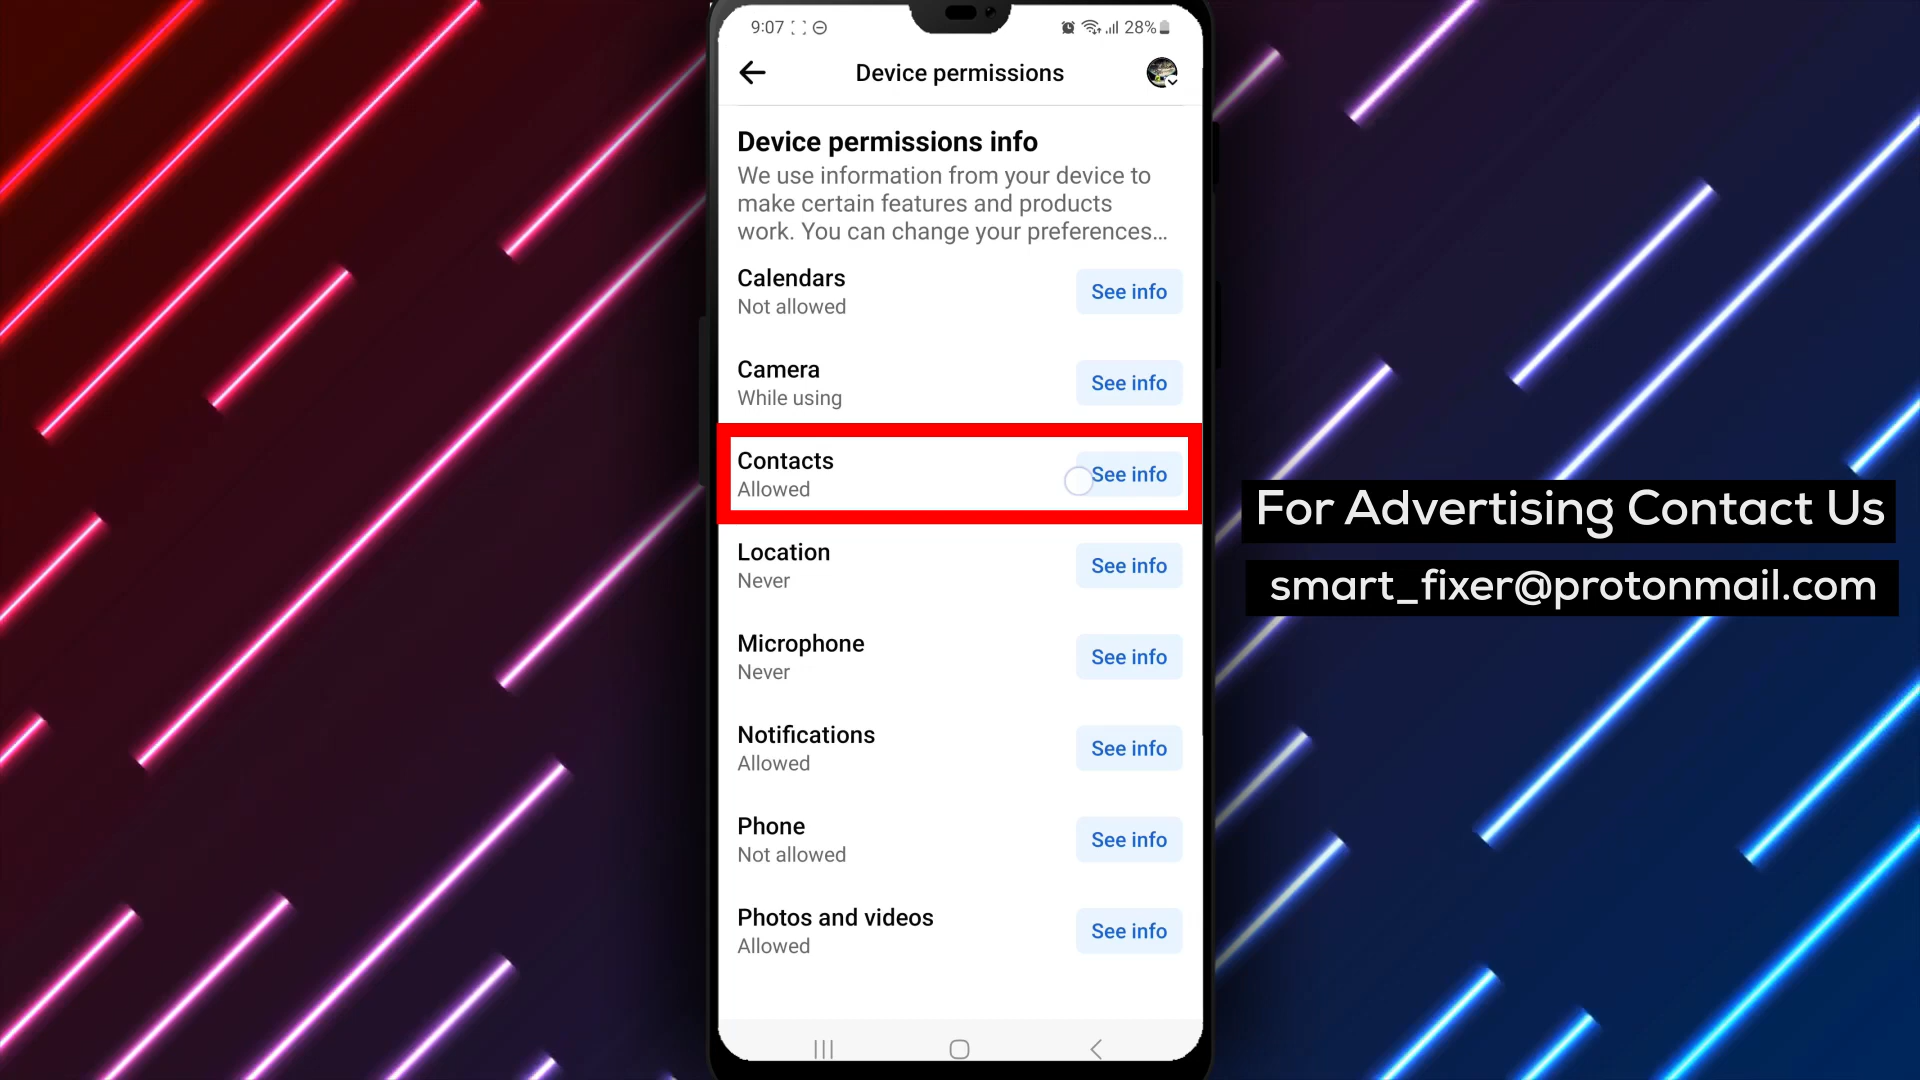 9:07
28%
Device permissions
Device permissions info
We use information from your device to
make certain features and products
work. You can change your preferences...
Calendars
Not allowed
See info
Camera
While using
See info
Contacts
Allowed
See info
Location
Never
See info
Microphone
Never
See info
Notifications
Allowed
See info
Phone
Not allowed
See info
Photos and videos
Allowed
See info
For Advertising Contact Us
smart_fixer@protonmail.com